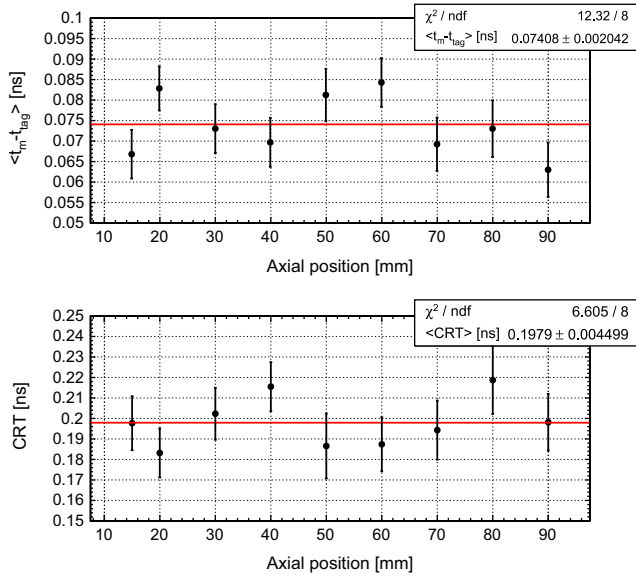 χ² / ndf 12.32 / 8
<t_m-t_tag> [ns] 0.07408 ± 0.002042
0.1
0.095
0.09
0.085
0.08
0.075
0.07
0.065
0.06
0.055
0.05
<t_m-t_tag> [ns]
10 20 30 40 50 60 70 80 90
Axial position [mm]
χ² / ndf 6.605 / 8
<CRT> [ns] 0.1979 ± 0.004499
0.25
0.24
0.23
0.22
0.21
0.2
0.19
0.18
0.17
0.16
0.15
CRT [ns]
10 20 30 40 50 60 70 80 90
Axial position [mm]